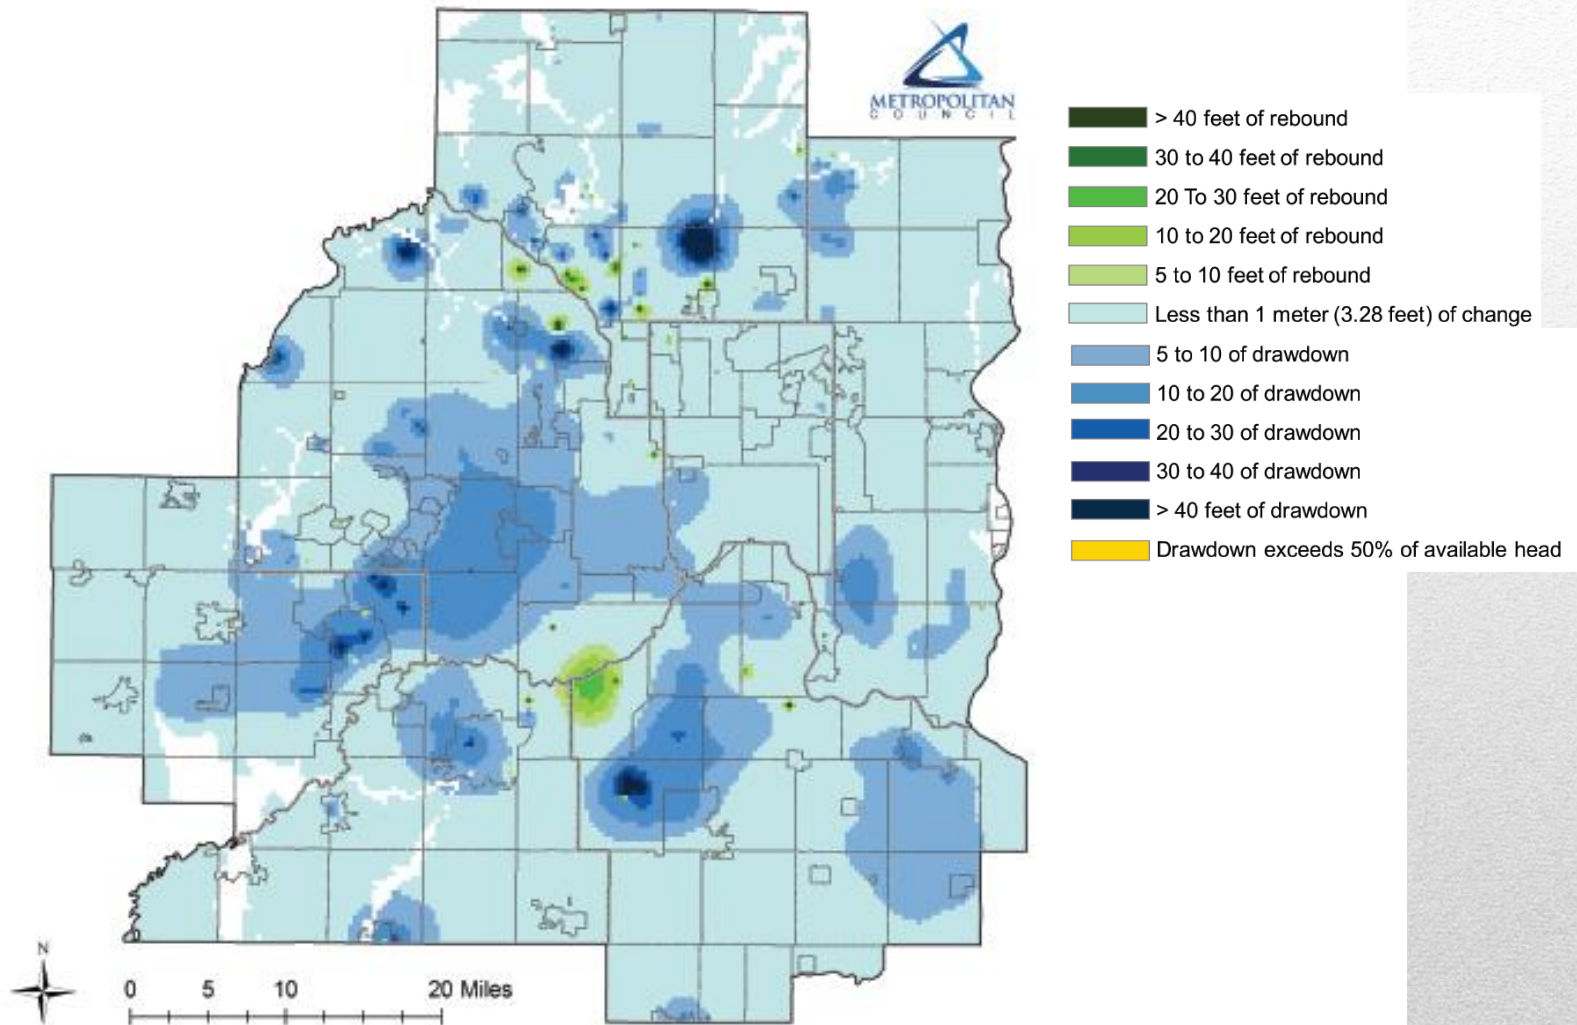 METROPOLITAN
COUNCIL
> 40 feet of rebound
30 to 40 feet of rebound
20 To 30 feet of rebound
10 to 20 feet of rebound
5 to 10 feet of rebound
Less than 1 meter (3.28 feet) of change
5 to 10 of drawdown
10 to 20 of drawdown
20 to 30 of drawdown
30 to 40 of drawdown
> 40 feet of drawdown
Drawdown exceeds 50% of available head
N
0 5 10 20 Miles